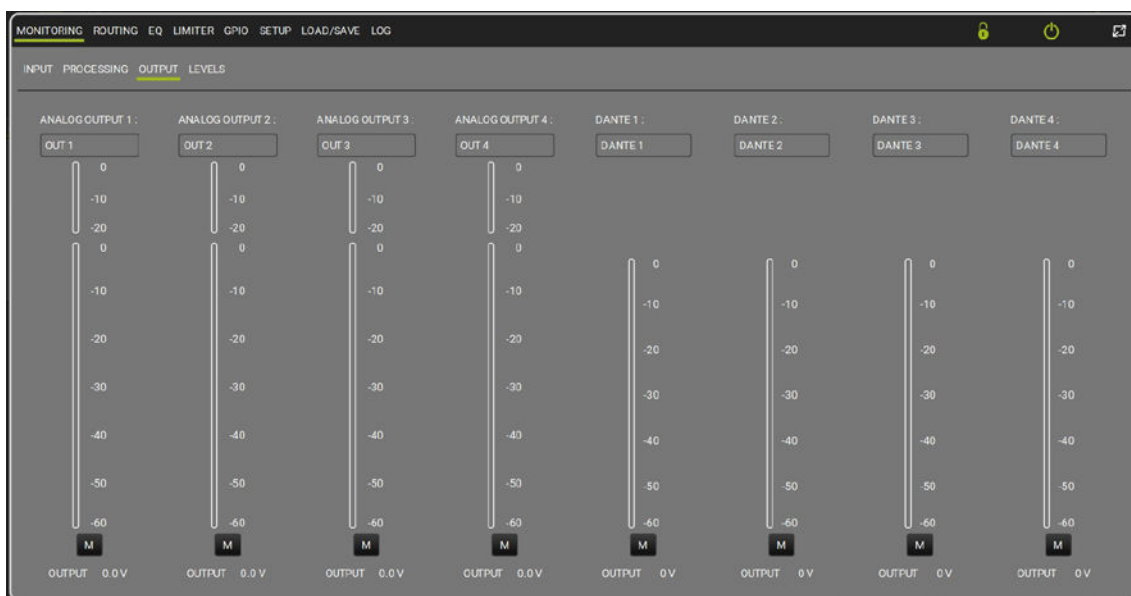 MONITORING ROUTING EQ LIMITER GPIO SETUP LOAD/SAVE LOG
INPUT PROCESSING OUTPUT LEVELS
ANALOG OUTPUT 1 : ANALOG OUTPUT 2 : ANALOG OUTPUT 3 : ANALOG OUTPUT 4 : DANTE 1 : DANTE 2 : DANTE 3 : DANTE 4 :
OUT 1 OUT 2 OUT 3 OUT 4 DANTE 1 DANTE 2 DANTE 3 DANTE 4
0 0 0 0
-10 -10 -10 -10
-20 -20 -20 -20
0 0 0 0
0 0 0 0
-10 -10 -10 -10
-10 -10 -10 -10
-20 -20 -20 -20
-20 -20 -20 -20
-30 -30 -30 -30
-30 -30 -30 -30
-40 -40 -40 -40
-40 -40 -40 -40
-50 -50 -50 -50
-50 -50 -50 -50
-60 -60 -60 -60 -60 -60 -60 -60
M M M M M M M M
OUTPUT 0.0 V OUTPUT 0.0 V OUTPUT 0.0 V OUTPUT 0.0 V OUTPUT 0 V OUTPUT 0 V OUTPUT 0 V OUTPUT 0 V